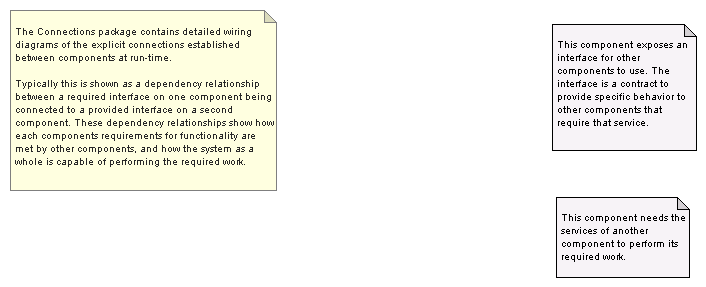 The Connections package contains detailed wiring
diagrams of the explicit connections established
between components at run-time.
Typically this is shown as a dependency relationship
between a required interface on one component being
connected to a provided interface on a second
component. These dependency relationships show how
each components requirements for functionality are
met by other components, and how the system as a
whole is capable of performing the required work.
This component exposes an
interface for other
components to use. The
interface is a contract to
provide specific behavior to
other components that
require that service.
This component needs the
services of another
component to perform its
required work.